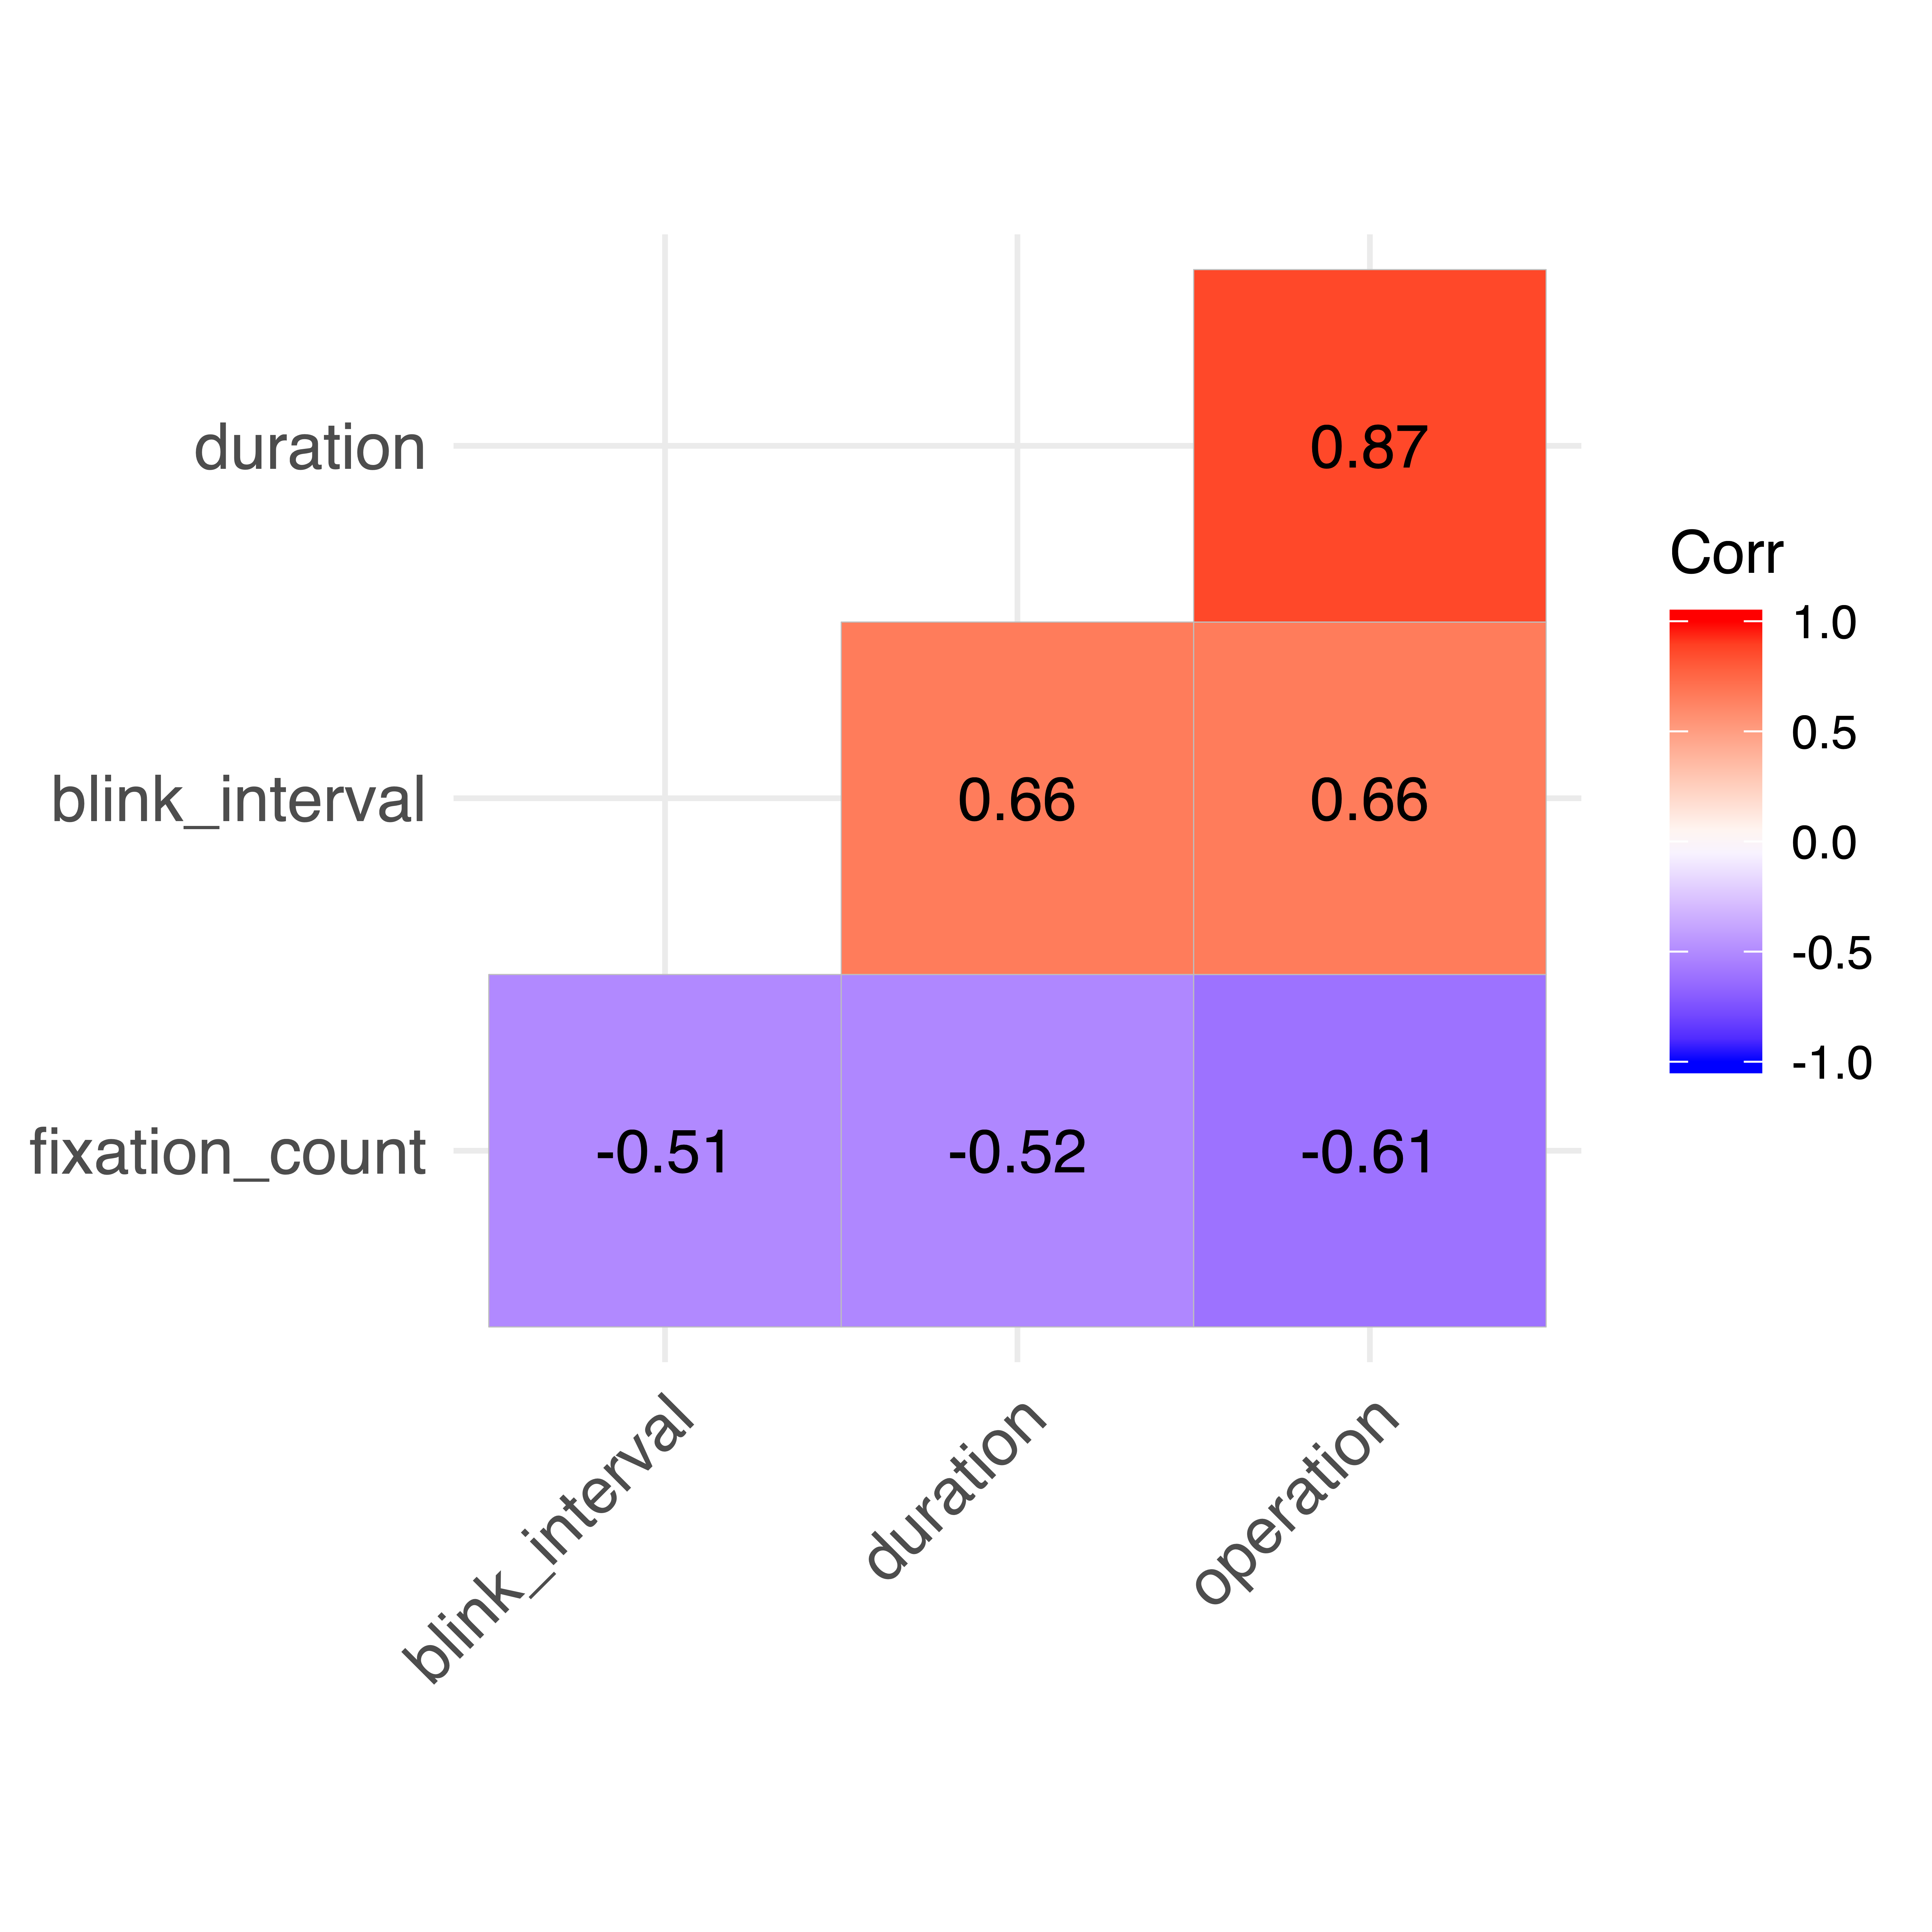 duration
0.87
blink_interval
0.66 0.66
fixation_count
-0.51 -0.52 -0.61
blink_interval
duration
operation
Corr
1.0
0.5
0.0
-0.5
-1.0